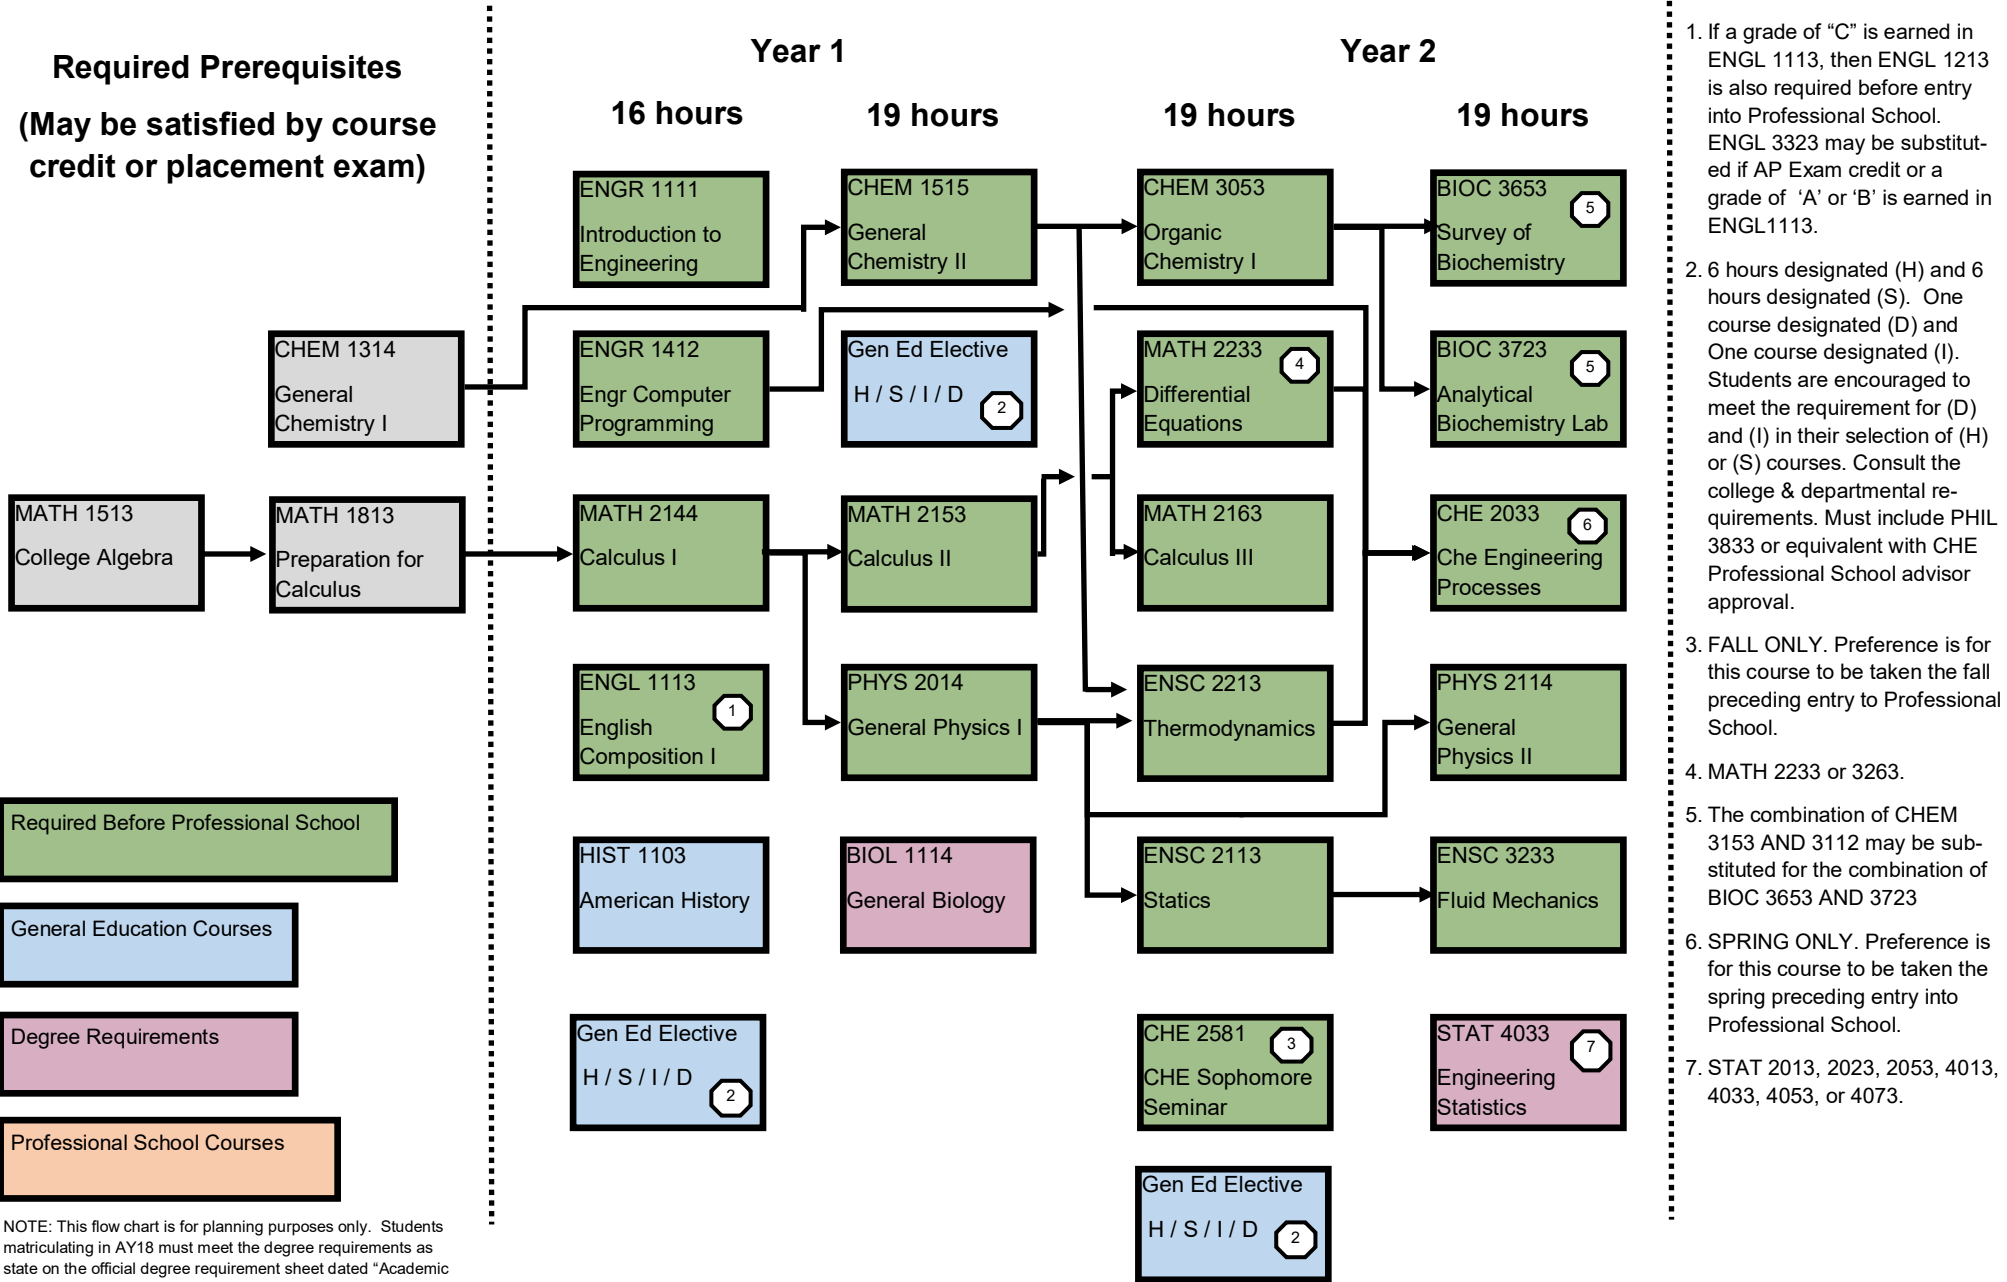 Required Prerequisites
(May be satisfied by course
credit or placement exam)
Year 1
Year 2
16 hours
19 hours
19 hours
19 hours
ENGR 1111
Introduction to
Engineering
CHEM 1515
General
Chemistry II
CHEM 3053
Organic
Chemistry I
BIOC 3653
5
Survey of
Biochemistry
CHEM 1314
General
Chemistry I
ENGR 1412
Engr Computer
Programming
Gen Ed Elective
H / S / I / D
2
MATH 2233
4
Differential
Equations
BIOC 3723
5
Analytical
Biochemistry Lab
MATH 1513
College Algebra
MATH 1813
Preparation for
Calculus
MATH 2144
Calculus I
MATH 2153
Calculus II
MATH 2163
Calculus III
CHE 2033
6
Che Engineering
Processes
ENGL 1113
1
English
Composition I
PHYS 2014
General Physics I
ENSC 2213
Thermodynamics
PHYS 2114
General
Physics II
HIST 1103
American History
BIOL 1114
General Biology
ENSC 2113
Statics
ENSC 3233
Fluid Mechanics
Gen Ed Elective
H / S / I / D
2
CHE 2581
3
CHE Sophomore
Seminar
STAT 4033
7
Engineering
Statistics
Gen Ed Elective
H / S / I / D
2
Required Before Professional School
General Education Courses
Degree Requirements
Professional School Courses
NOTE: This flow chart is for planning purposes only.  Students
matriculating in AY18 must meet the degree requirements as
state on the official degree requirement sheet dated “Academic
1. If a grade of “C” is earned in
ENGL 1113, then ENGL 1213
is also required before entry
into Professional School.
ENGL 3323 may be substitut-
ed if AP Exam credit or a
grade of  ‘A’ or ‘B’ is earned in
ENGL1113.
2. 6 hours designated (H) and 6
hours designated (S).  One
course designated (D) and
One course designated (I).
Students are encouraged to
meet the requirement for (D)
and (I) in their selection of (H)
or (S) courses. Consult the
college & departmental re-
quirements. Must include PHIL
3833 or equivalent with CHE
Professional School advisor
approval.
3. FALL ONLY. Preference is for
this course to be taken the fall
preceding entry to Professional
School.
4. MATH 2233 or 3263.
5. The combination of CHEM
3153 AND 3112 may be sub-
stituted for the combination of
BIOC 3653 AND 3723
6. SPRING ONLY. Preference is
for this course to be taken the
spring preceding entry into
Professional School.
7. STAT 2013, 2023, 2053, 4013,
4033, 4053, or 4073.